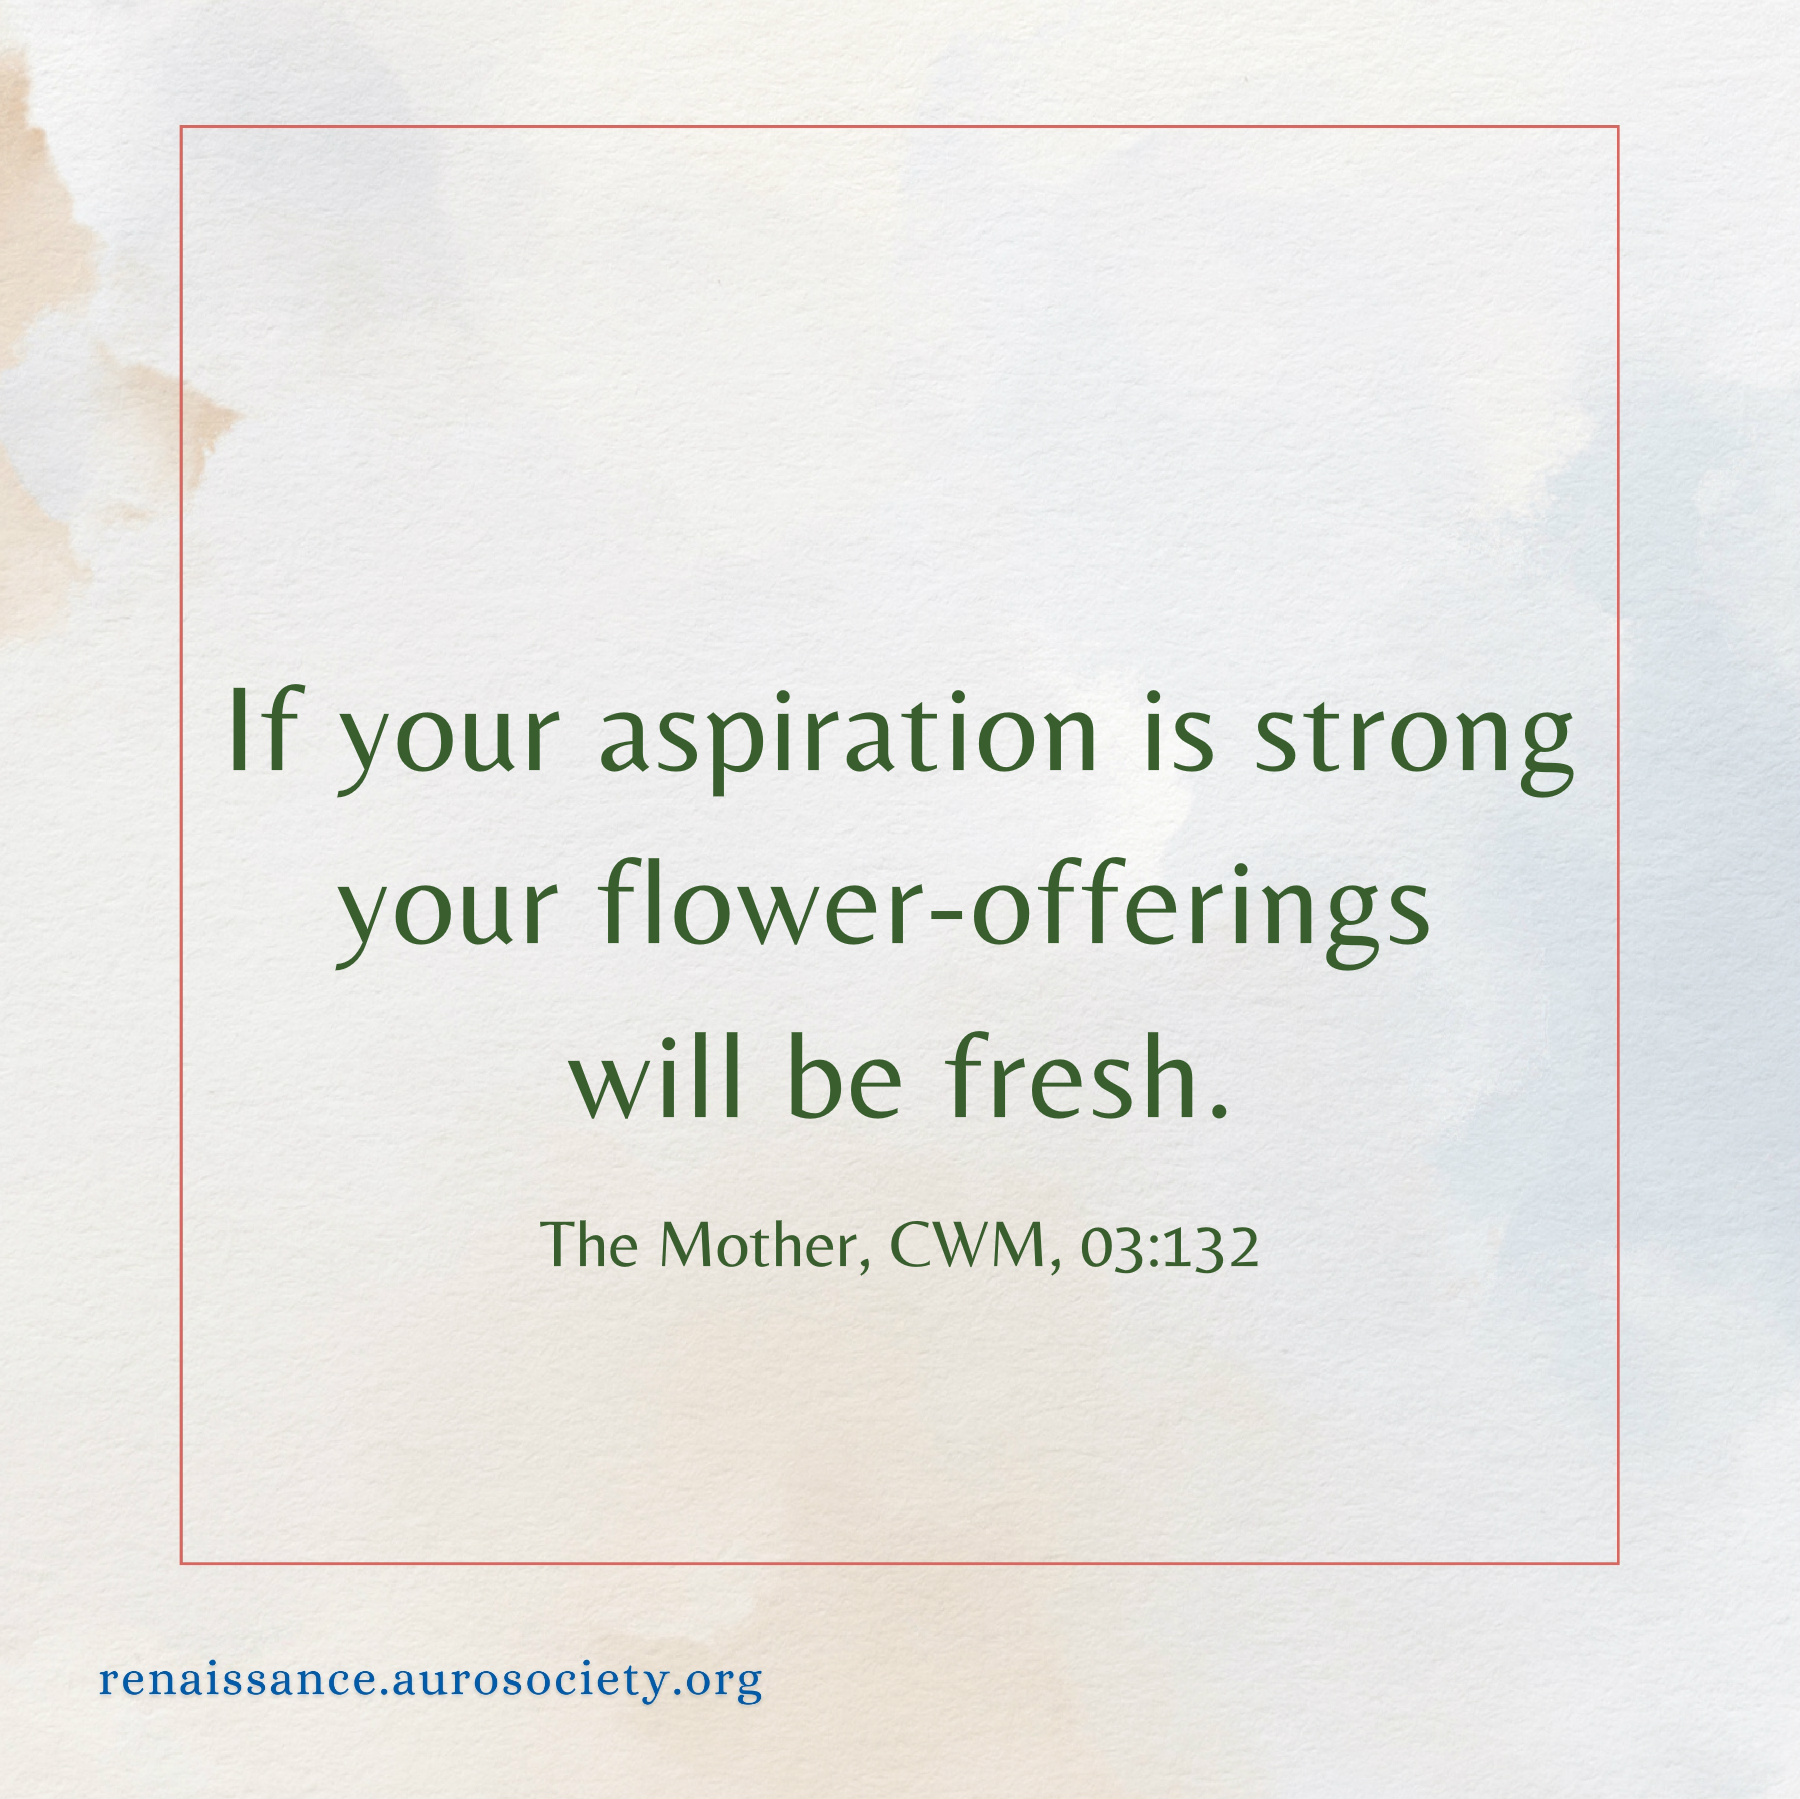 If your aspiration is strong
your flower-offerings
will be fresh.
The Mother, CWM, 03:132
renaissance.aurosociety.org